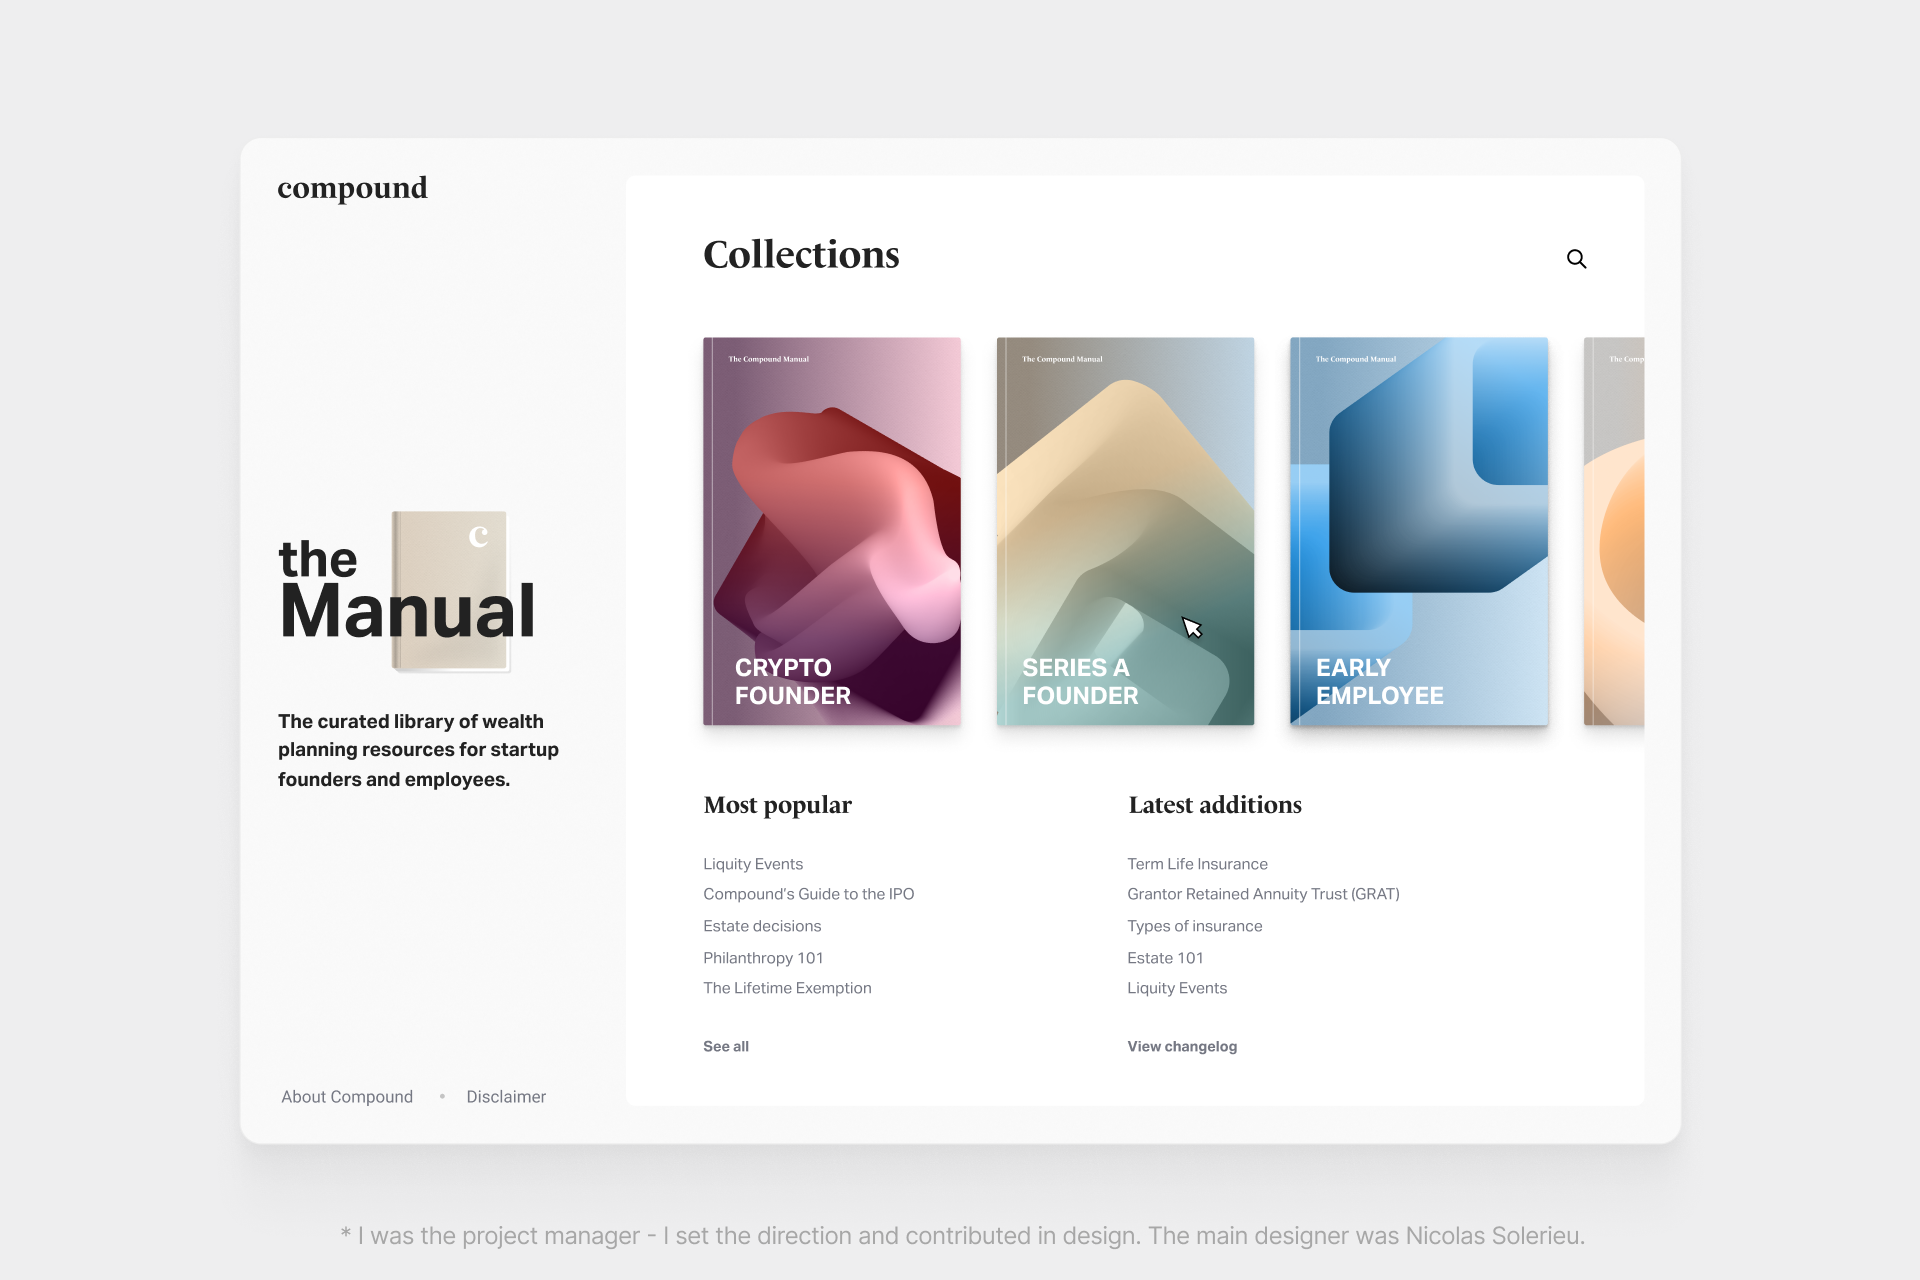 compound
the
Manual
c
The curated library of wealth
planning resources for startup
founders and employees.
About Compound • Disclaimer
Collections
The Compound Manual
CRYPTO
FOUNDER
The Compound Manual
SERIES A
FOUNDER
The Compound Manual
EARLY
EMPLOYEE
The Comp
Most popular
Liquity Events
Compound's Guide to the IPO
Estate decisions
Philanthropy 101
The Lifetime Exemption
See all
Latest additions
Term Life Insurance
Grantor Retained Annuity Trust (GRAT)
Types of insurance
Estate 101
Liquity Events
View changelog
* I was the project manager - I set the direction and contributed in design. The main designer was Nicolas Solerieu.